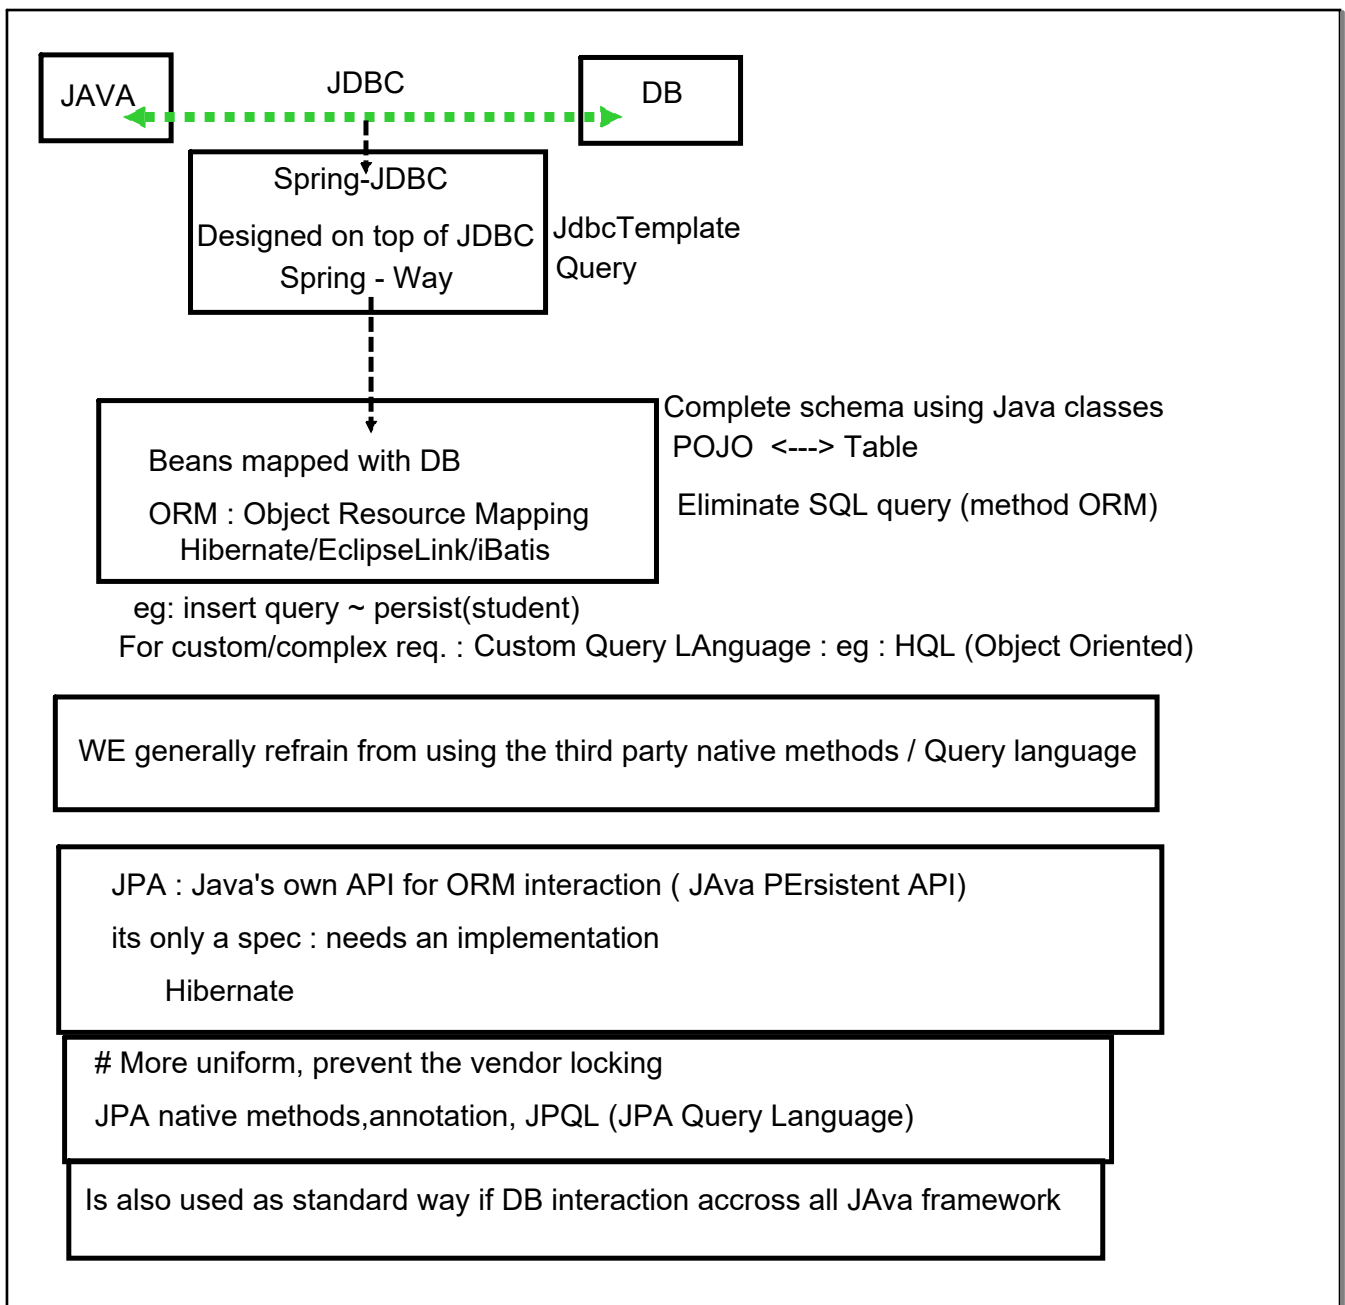 JAVA
JDBC
DB
Spring-JDBC
Designed on top of JDBC
Spring - Way
JdbcTemplate
Query
Complete schema using Java classes
POJO <---> Table
Beans mapped with DB
ORM : Object Resource Mapping
Hibernate/EclipseLink/iBatis
Eliminate SQL query (method ORM)
eg: insert query ~ persist(student)
For custom/complex req. : Custom Query LAnguage : eg : HQL (Object Oriented)
WE generally refrain from using the third party native methods / Query language
JPA : Java's own API for ORM interaction ( JAva PErsistent API)
its only a spec : needs an implementation
Hibernate
# More uniform, prevent the vendor locking
JPA native methods,annotation, JPQL (JPA Query Language)
Is also used as standard way if DB interaction accross all JAva framework